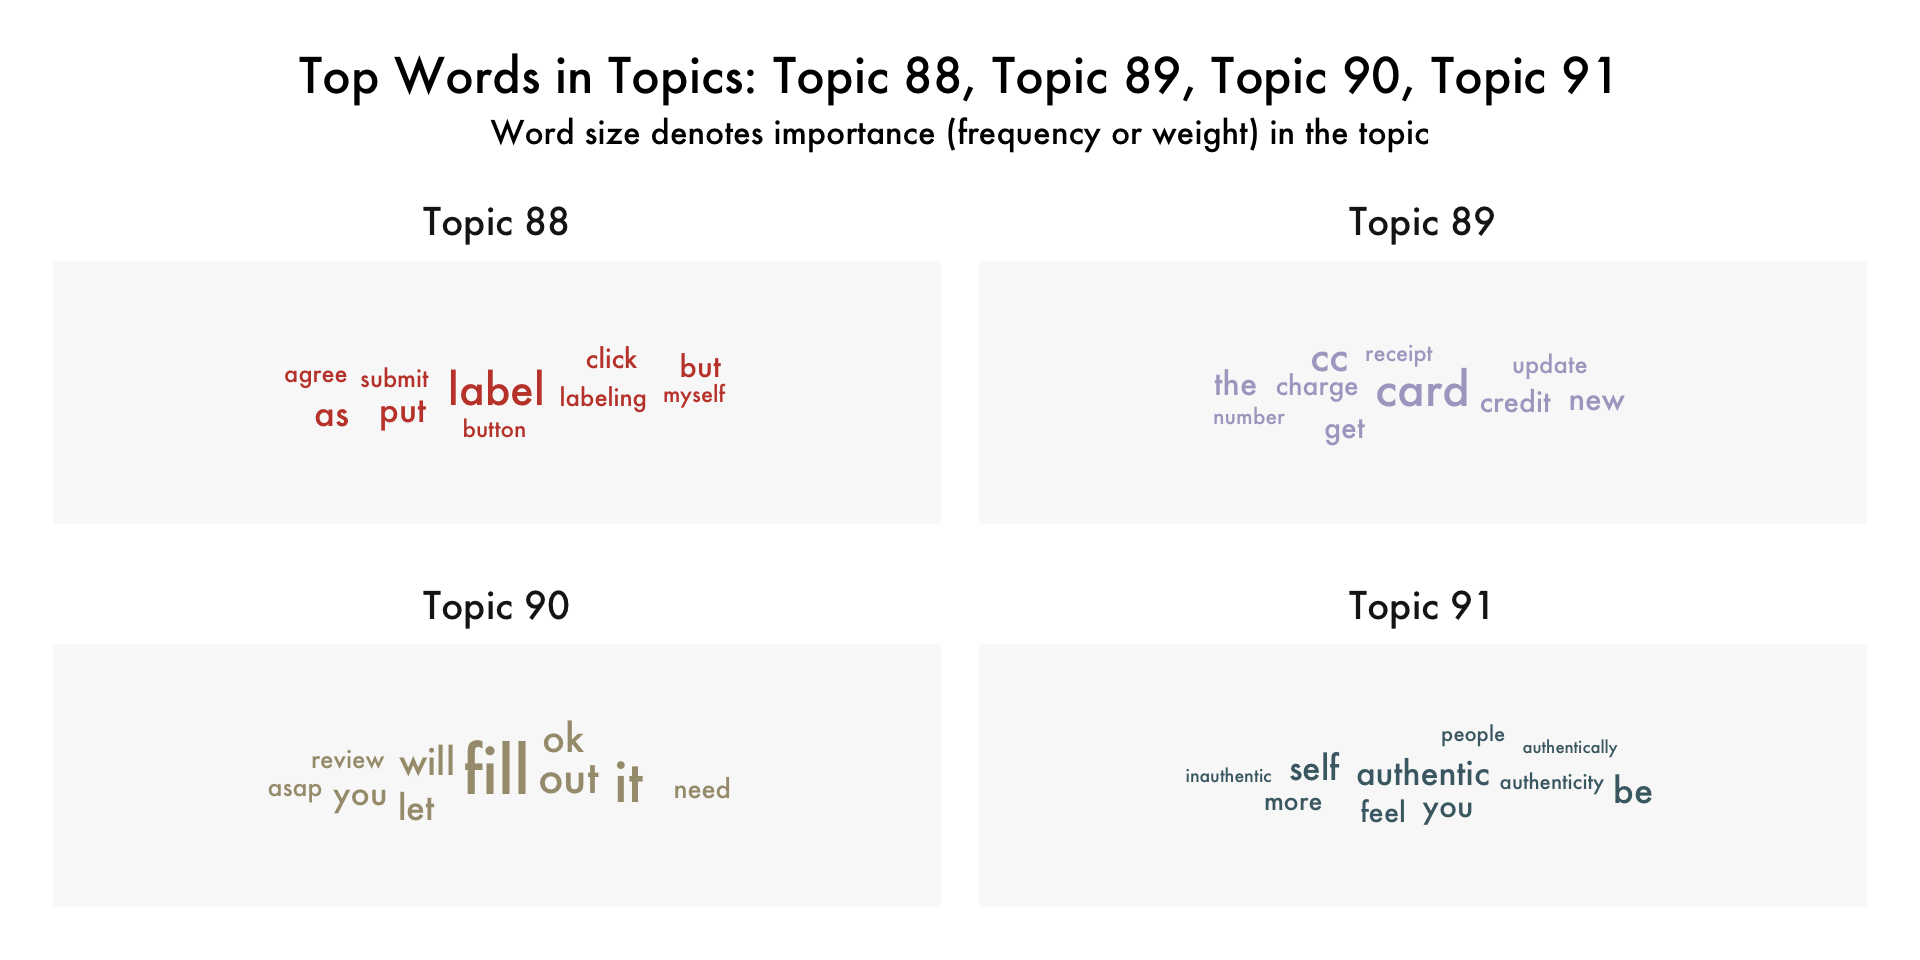 Top Words in Topics: Topic 88, Topic 89, Topic 90, Topic 91
Word size denotes importance (frequency or weight) in the topic
Topic 88
click but
agree submit label labeling myself
as put
button
Topic 89
cc receipt update
the charge card credit new
number
get
Topic 90
ok
review will fill out it need
asap you let
Topic 91
people authentically
inauthentic self authentic authenticity be
more feel you